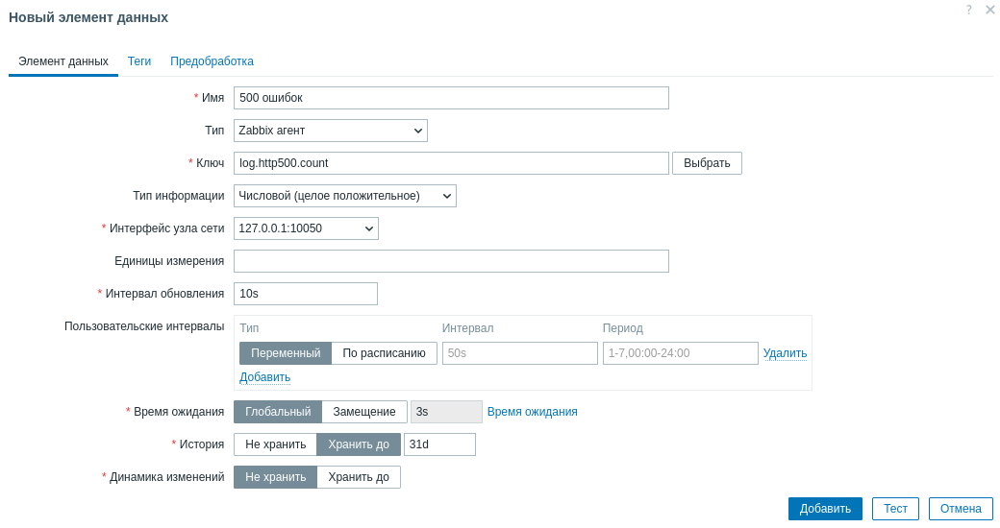 Новый элемент данных
?
Элемент данных Теги Предобработка
* Имя 500 ошибок
Тип Zabbix агент
* Ключ log.http500.count Выбрать
Тип информации Числовой (целое положительное)
* Интерфейс узла сети 127.0.0.1:10050
Единицы измерения
* Интервал обновления 10s
Пользовательские интервалы Тип Интервал Период
Переменный По расписанию 50s 1-7,00:00-24:00 Удалить
Добавить
* Время ожидания Глобальный Замещение 3s Время ожидания
* История Не хранить Хранить до 31d
* Динамика изменений Не хранить Хранить до
Добавить Тест Отмена